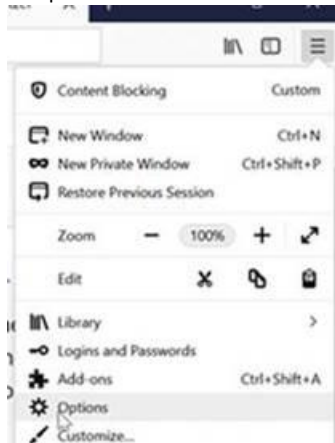 Content Blocking Custom
New Window Ctrl+N
New Private Window Ctrl+Shift+P
Restore Previous Session
Zoom 100%
Edit
Library
Logins and Passwords
Add-ons Ctrl+Shift+A
Options
Customize...